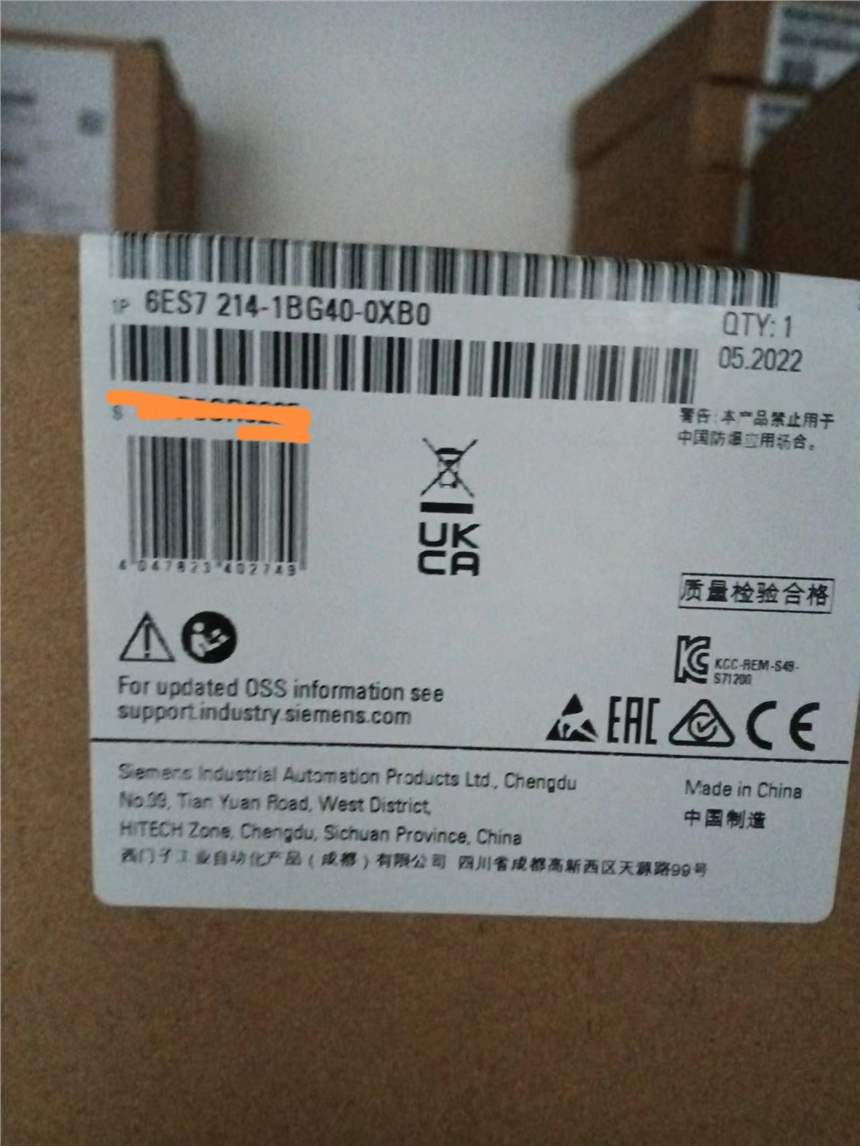 1P 6ES7 214-1BG40-0XB0
QTY: 1
05.2022
S
警告:本产品禁止用于
中国防爆应用场合。
4 047623 402749
UK
CA
质量检验合格
KCC-REM-S49-
S71200
For updated OSS information see
support.industry.siemens.com
EAC
CE
Siemens Industrial Automation Products Ltd., Chengdu
No.99, Tian Yuan Road, West District,
HITECH Zone, Chengdu, Sichuan Province, China
Made in China
中国制造
西门子工业自动化产品(成都)有限公司 四川省成都高新西区天源路99号